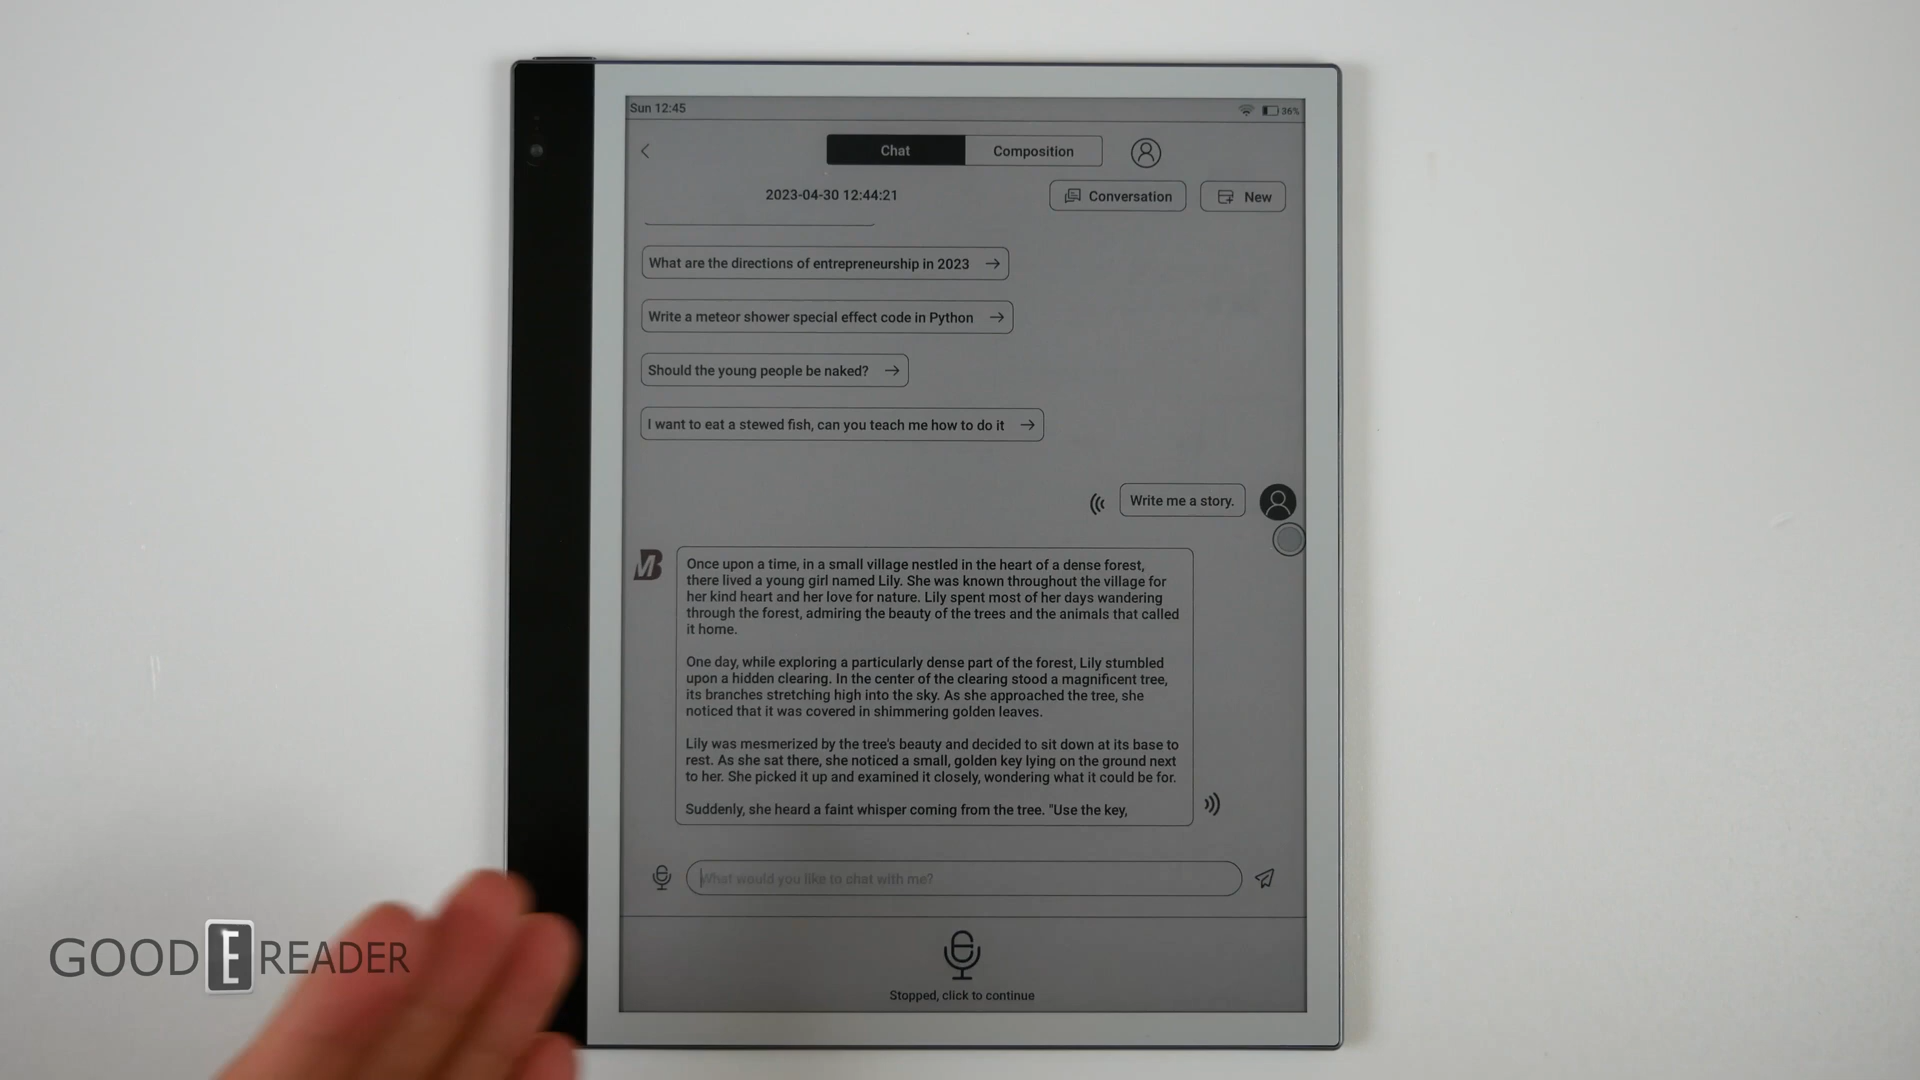 Sun 12:45
36%
Chat
Composition
2023-04-30 12:44:21
Conversation
New
What are the directions of entrepreneurship in 2023
Write a meteor shower special effect code in Python
Should the young people be naked?
I want to eat a stewed fish, can you teach me how to do it
Write me a story.
Once upon a time, in a small village nestled in the heart of a dense forest,
there lived a young girl named Lily. She was known throughout the village for
her kind heart and her love for nature. Lily spent most of her days wandering
through the forest, admiring the beauty of the trees and the animals that called
it home.
One day, while exploring a particularly dense part of the forest, Lily stumbled
upon a hidden clearing. In the center of the clearing stood a magnificent tree,
its branches stretching high into the sky. As she approached the tree, she
noticed that it was covered in shimmering golden leaves.
Lily was mesmerized by the tree's beauty and decided to sit down at its base to
rest. As she sat there, she noticed a small, golden key lying on the ground next
to her. She picked it up and examined it closely, wondering what it could be for.
Suddenly, she heard a faint whisper coming from the tree. "Use the key,
What would you like to chat with me?
Stopped, click to continue
GOOD E READER